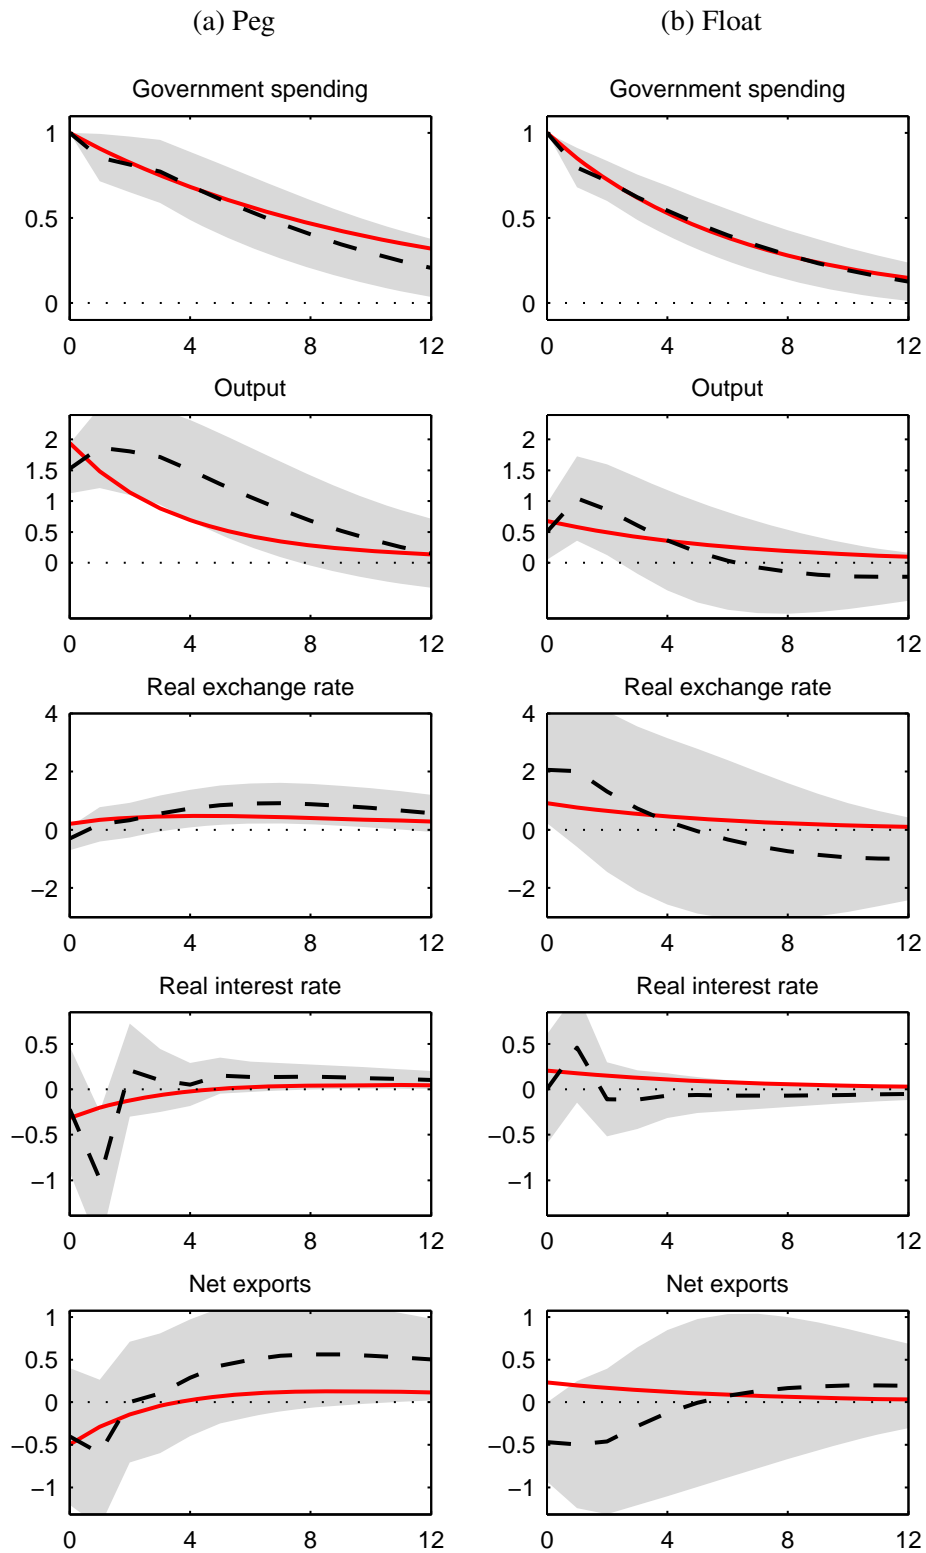 (a) Peg
(b) Float
Government spending
Government spending
1
0.5
0
0 4 8 12
1
0.5
0
0 4 8 12
Output
Output
2
1.5
1
0.5
0
0 4 8 12
2
1.5
1
0.5
0
0 4 8 12
Real exchange rate
Real exchange rate
4
2
0
−2
0 4 8 12
4
2
0
−2
0 4 8 12
Real interest rate
Real interest rate
0.5
0
−0.5
−1
0 4 8 12
0.5
0
−0.5
−1
0 4 8 12
Net exports
Net exports
1
0.5
0
−0.5
−1
0 4 8 12
1
0.5
0
−0.5
−1
0 4 8 12